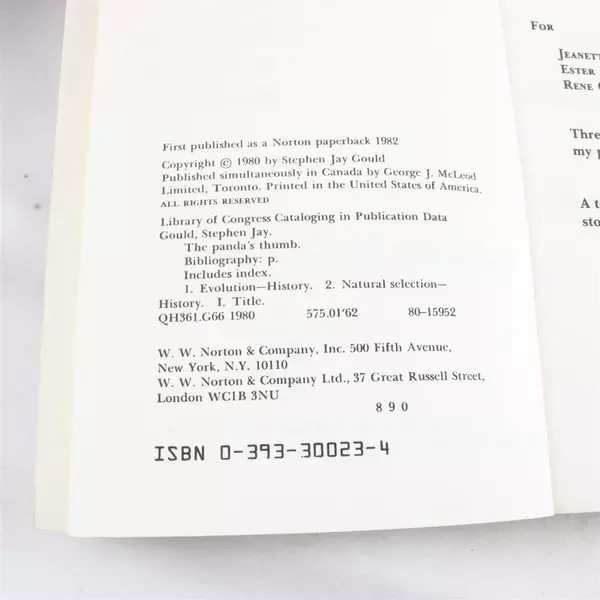 First published as a Norton paperback 1982
Copyright © 1980 by Stephen Jay Gould
Published simultaneously in Canada by George J. McLeod
Limited, Toronto. Printed in the United States of America.
ALL RIGHTS RESERVED
Library of Congress Cataloging in Publication Data
Gould, Stephen Jay.
The panda's thumb.
Bibliography: p.
Includes index.
1. Evolution—History. 2. Natural selection—
History. I. Title.
QH361.G66 1980 575.01'62 80-15952
W. W. Norton & Company, Inc. 500 Fifth Avenue,
New York, N.Y. 10110
W. W. Norton & Company Ltd., 37 Great Russell Street,
London WC1B 3NU
8 9 0
ISBN 0-393-30023-4
FOR
ESTER
RENE
my
A